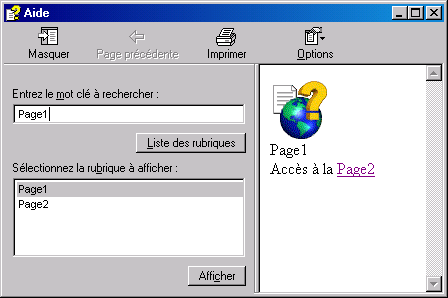 Aide
Masquer
Page précédente
Imprimer
Options
Entrez le mot clé à rechercher :
Page1
Liste des rubriques
Sélectionnez la rubrique à afficher :
Page1
Page2
Afficher
Page1
Accès à la Page2